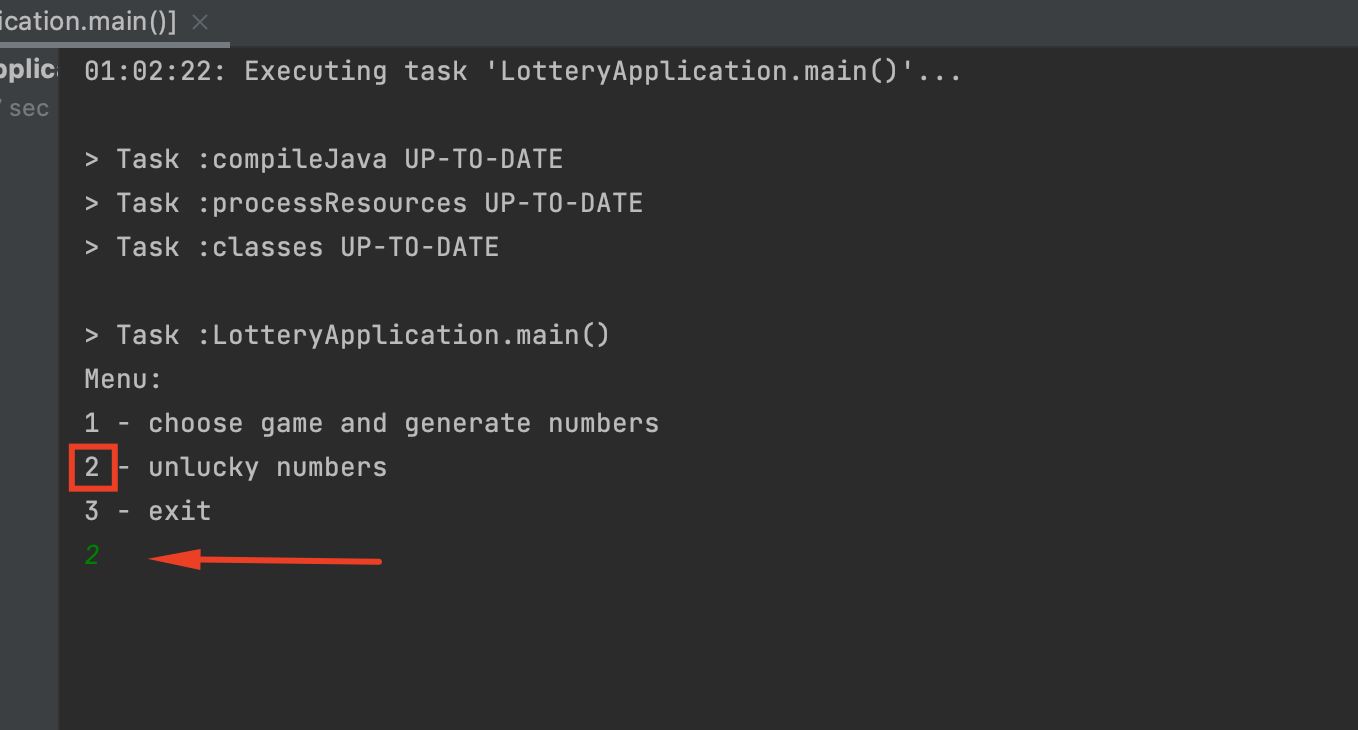 ication.main()]
01:02:22: Executing task 'LotteryApplication.main()'...
sec
> Task :compileJava UP-TO-DATE
> Task :processResources UP-TO-DATE
> Task :classes UP-TO-DATE
> Task :LotteryApplication.main()
Menu:
1 - choose game and generate numbers
2 - unlucky numbers
3 - exit
2